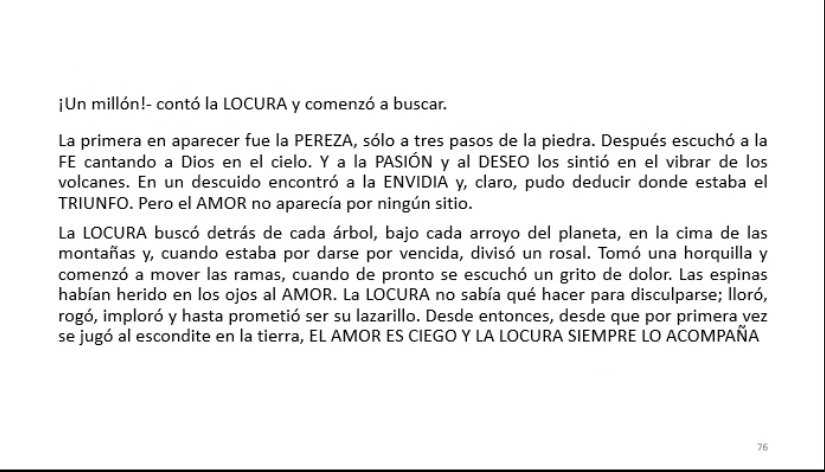 ¡Un millón!- contó la LOCURA y comenzó a buscar.
La primera en aparecer fue la PEREZA, sólo a tres pasos de la piedra. Después escuchó a la
FE cantando a Dios en el cielo. Y a la PASIÓN y al DESEO los sintió en el vibrar de los
volcanes. En un descuido encontró a la ENVIDIA y, claro, pudo deducir donde estaba el
TRIUNFO. Pero el AMOR no aparecía por ningún sitio.
La LOCURA buscó detrás de cada árbol, bajo cada arroyo del planeta, en la cima de las
montañas y, cuando estaba por darse por vencida, divisó un rosal. Tomó una horquilla y
comenzó a mover las ramas, cuando de pronto se escuchó un grito de dolor. Las espinas
habían herido en los ojos al AMOR. La LOCURA no sabía qué hacer para disculparse; lloró,
rogó, imploró y hasta prometió ser su lazarillo. Desde entonces, desde que por primera vez
se jugó al escondite en la tierra, EL AMOR ES CIEGO Y LA LOCURA SIEMPRE LO ACOMPAÑA
76